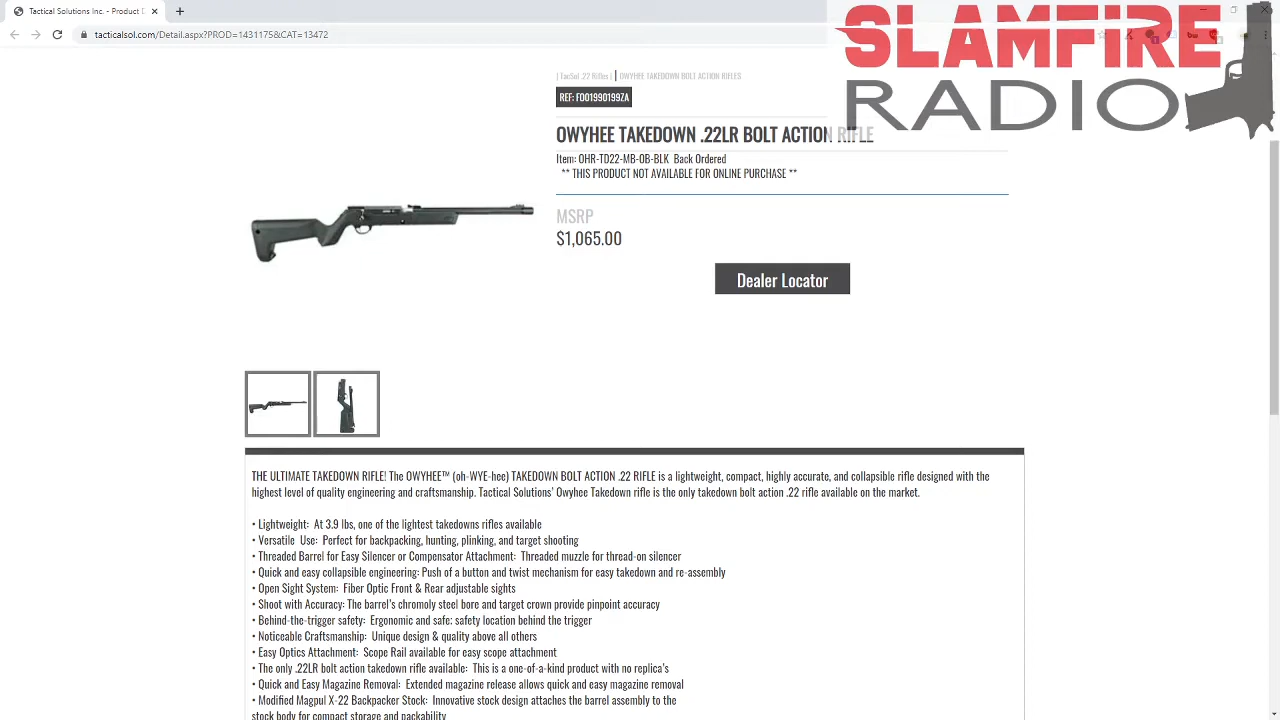 Tactical Solutions Inc. - Product D
tacticalsol.com/Detail.aspx?PROD=1431175&CAT=13472
SLAMFIRE
RADIO
| TacSol .22 Rifles | | OWYHEE TAKEDOWN BOLT ACTION RIFLES
REF: FO01990199ZA
OWYHEE TAKEDOWN .22LR BOLT ACTION RIFLE
Item: OHR-TD22-MB-OB-BLK Back Ordered
** THIS PRODUCT NOT AVAILABLE FOR ONLINE PURCHASE **
MSRP
$1,065.00
Dealer Locator
THE ULTIMATE TAKEDOWN RIFLE! The OWYHEE™ (oh-WYE-hee) TAKEDOWN BOLT ACTION .22 RIFLE is a lightweight, compact, highly accurate, and collapsible rifle designed with the
highest level of quality engineering and craftsmanship. Tactical Solutions' Owyhee Takedown rifle is the only takedown bolt action .22 rifle available on the market.
• Lightweight: At 3.9 lbs, one of the lightest takedowns rifles available
• Versatile Use: Perfect for backpacking, hunting, plinking, and target shooting
• Threaded Barrel for Easy Silencer or Compensator Attachment: Threaded muzzle for thread-on silencer
• Quick and easy collapsible engineering: Push of a button and twist mechanism for easy takedown and re-assembly
• Open Sight System: Fiber Optic Front & Rear adjustable sights
• Shoot with Accuracy: The barrel's chromoly steel bore and target crown provide pinpoint accuracy
• Behind-the-trigger safety: Ergonomic and safe; safety location behind the trigger
• Noticeable Craftsmanship: Unique design & quality above all others
• Easy Optics Attachment: Scope Rail available for easy scope attachment
• The only .22LR bolt action takedown rifle available: This is a one-of-a-kind product with no replica's
• Quick and Easy Magazine Removal: Extended magazine release allows quick and easy magazine removal
• Modified Magpul X-22 Backpacker Stock: Innovative stock design attaches the barrel assembly to the
stock body for compact storage and packability